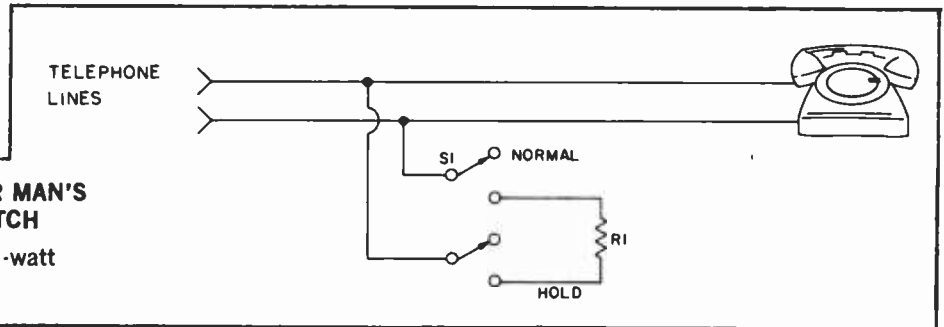 TELEPHONE
LINES
S1
NORMAL
R MAN'S
TCH
-watt
R1
HOLD